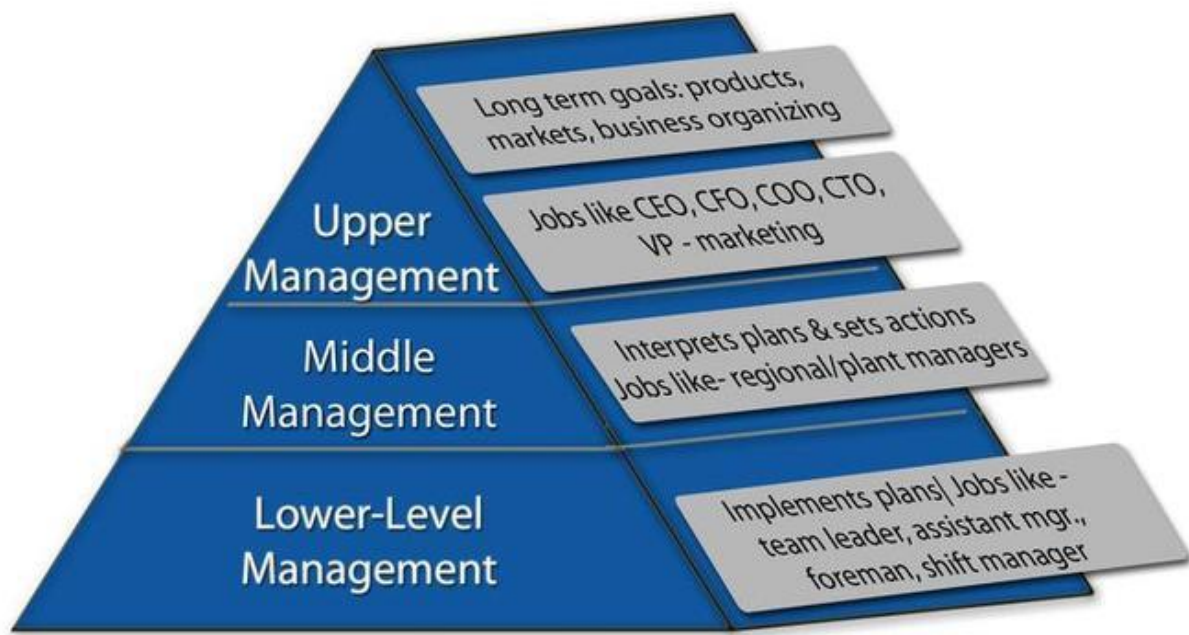 Long term goals: products,
markets, business organizing
Jobs like CEO, CFO, COO, CTO,
VP - marketing
Upper
Management
Interprets plans & sets actions
Jobs like- regional/plant managers
Middle
Management
Implements plans| Jobs like -
team leader, assistant mgr.,
foreman, shift manager
Lower-Level
Management